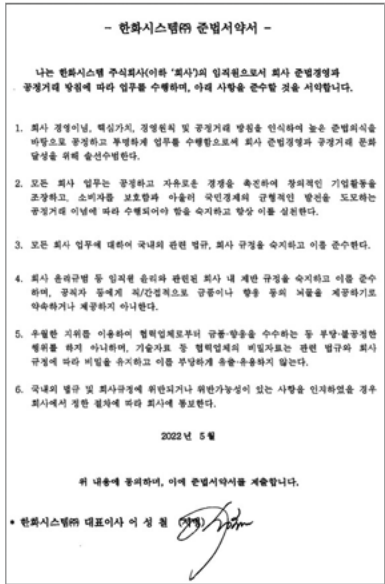 - 한화시스템㈜ 준법서약서 -
나는 한화시스템 주식회사(이하 '회사')의 임직원으로서 회사 준법경영과
공정거래 방침에 따라 업무를 수행하며, 아래 사항을 준수할 것을 서약합니다.
1. 회사 경영이념, 핵심가치, 경영원칙 및 공정거래 방침을 인식하여 높은 준법의식을
바탕으로 공정하고 투명하게 업무를 수행함으로써 회사 준법경영과 공정거래 문화
달성을 위해 솔선수범한다.
2. 모든 회사 업무는 공정하고 자유로운 경쟁을 촉진하여 창의적인 기업활동을
조장하고, 소비자를 보호함과 아울러 국민경제의 균형적인 발전을 도모하는
공정거래 이념에 따라 수행되어야 함을 숙지하고 항상 이를 실천한다.
3. 모든 회사 업무에 대하여 국내외 관련 법규, 회사 규정을 숙지하고 이를 준수한다.
4. 회사 윤리규범 등 임직원 윤리와 관련된 회사 내 제반 규정을 숙지하고 이를 준수
하며, 공직자 등에게 직/간접적으로 금품이나 향응 등의 뇌물을 제공하기로
약속하거나 제공하지 아니한다.
5. 우월한 지위를 이용하여 협력업체로부터 금품·향응을 수수하는 등 부당·불공정한
행위를 하지 아니하며, 기술자료 등 협력업체의 비밀자료는 관련 법규와 회사
규정에 따라 비밀을 유지하고 이를 부당하게 유출·유용하지 않는다.
6. 국내외 법규 및 회사규정에 위반되거나 위반가능성이 있는 사항을 인지하였을 경우
회사에서 정한 절차에 따라 회사에 통보한다.
2022년 5월
위 내용에 동의하며, 이에 준법서약서를 제출합니다.
* 한화시스템㈜ 대표이사 어 성 철 (서명)